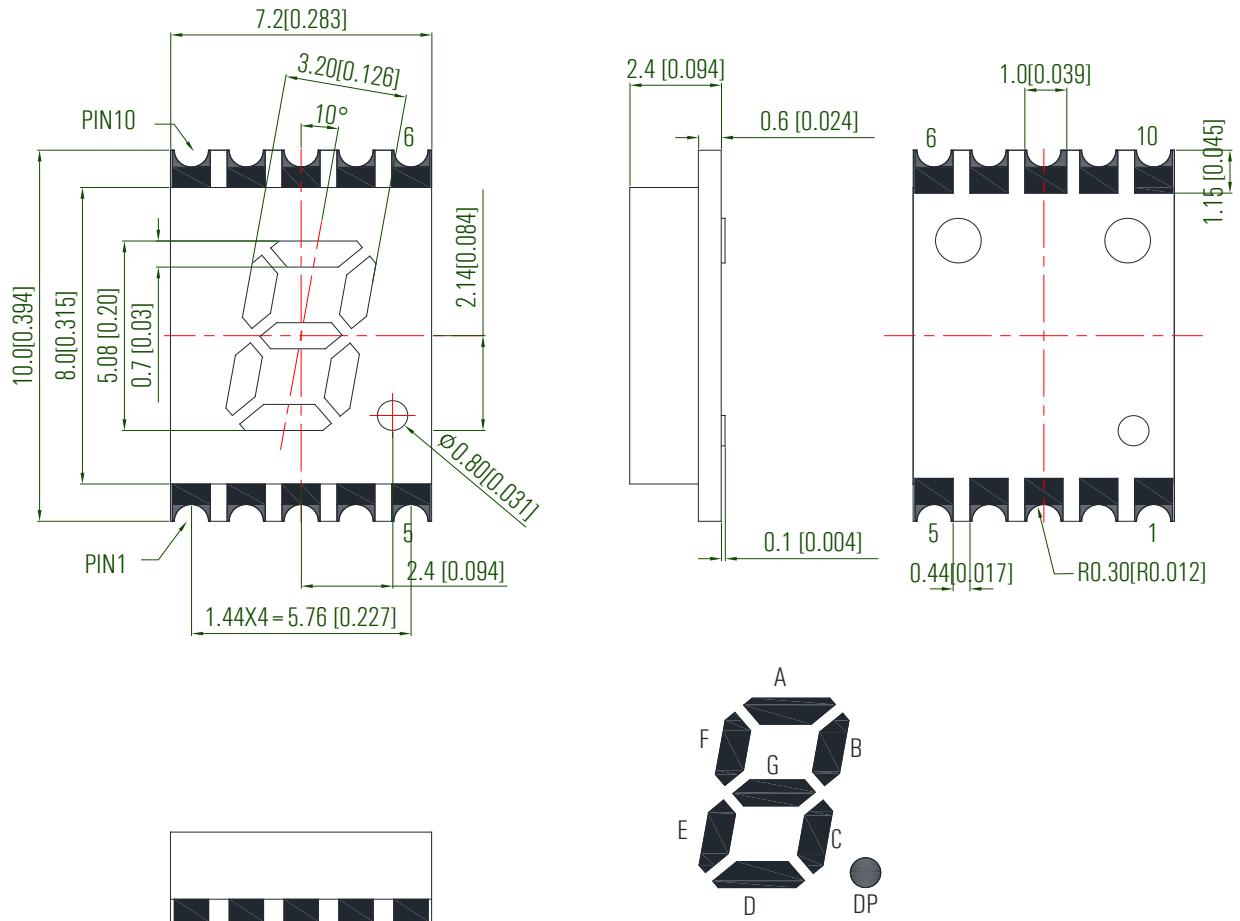 7.2[0.283]
3.20[0.126]
10°
PIN10
6
10.0[0.394]
8.0[0.315]
5.08 [0.20]
0.7 [0.03]
2.14[0.084]
Ø0.80[0.031]
PIN1
5
2.4 [0.094]
1.44X4=5.76 [0.227]
2.4 [0.094]
0.6 [0.024]
0.1 [0.004]
1.0[0.039]
6
10
1.15 [0.045]
5
1
0.44[0.017]
R0.30[R0.012]
A
F
B
G
E
C
D
DP